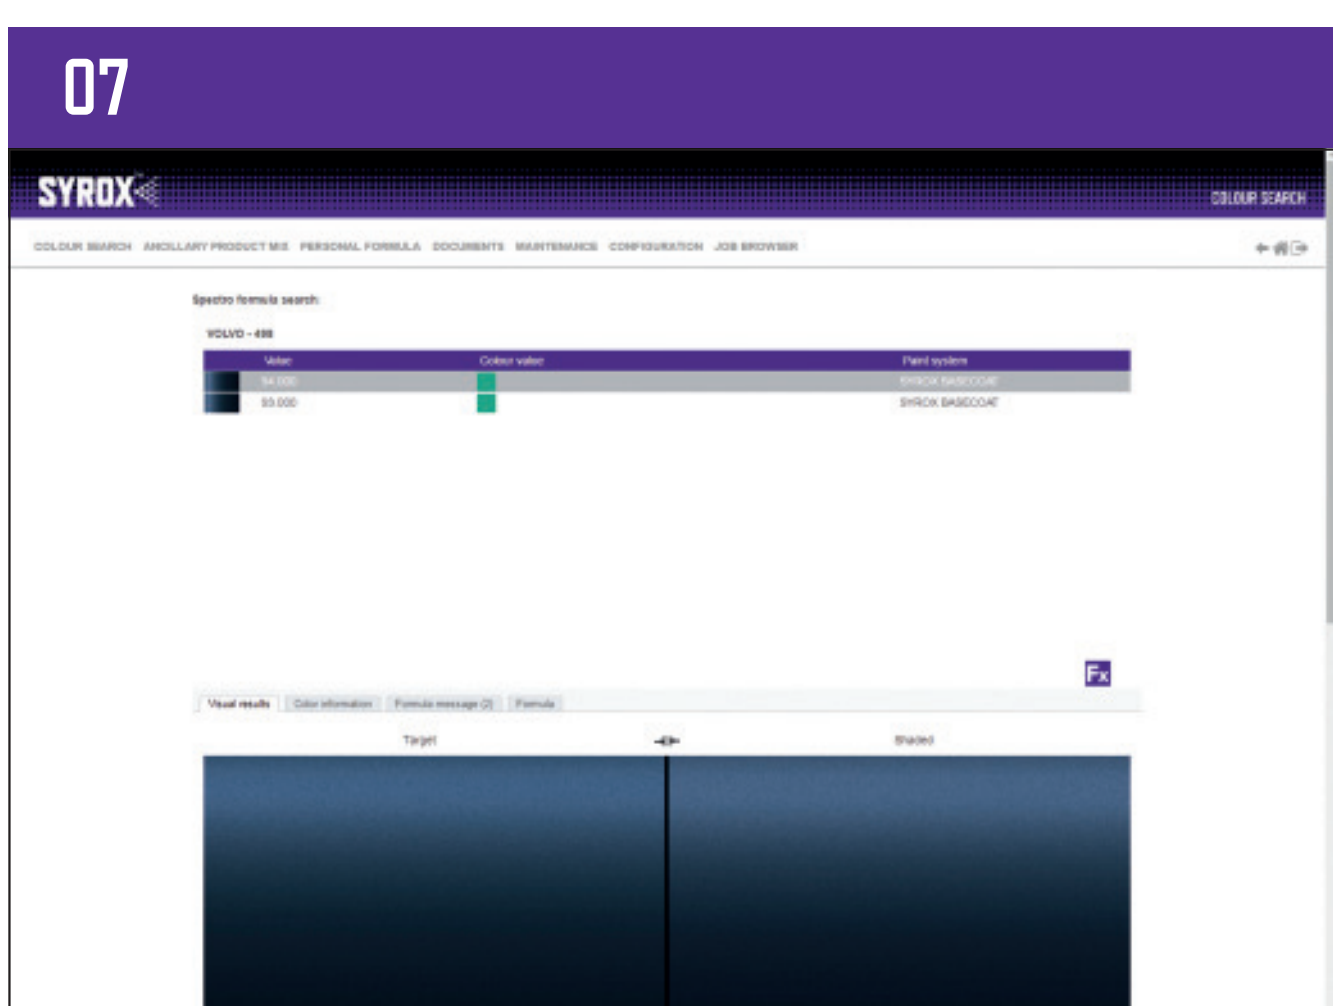 07
SYROX
COLOUR SEARCH
COLOUR SEARCH ANCILLARY PRODUCT MIX PERSONAL FORMULA DOCUMENTS MAINTENANCE CONFIGURATION JOB BROWSER
Spectro formula search
VOLVO - 498
Value Colour value Paint system
94.000 SYROX BASECOAT
93.000 SYROX BASECOAT
Fx
Visual results Color information Formula message (2) Formula
Target Shaded